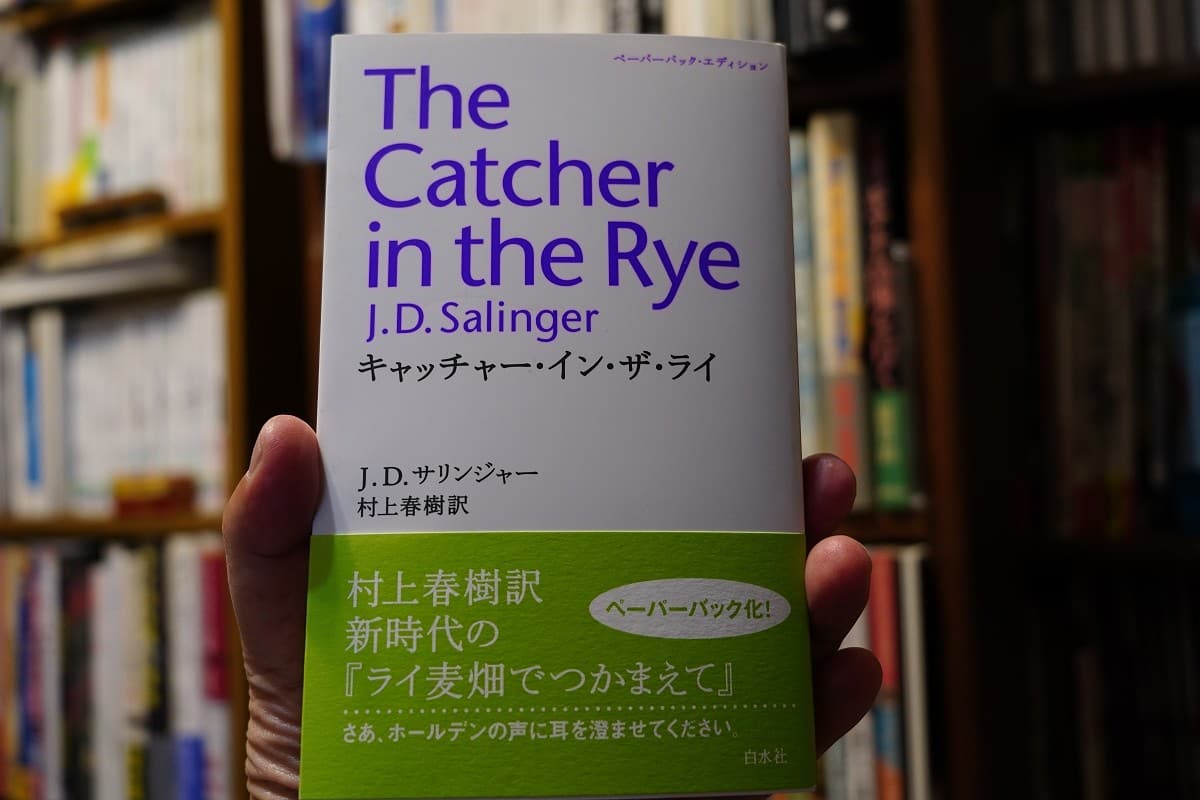 ペーパーバック・エディション
The
Catcher
in the Rye
J.D. Salinger
キャッチャー・イン・ザ・ライ
J.D.サリンジャー
村上春樹訳
村上春樹訳
新時代の
『ライ麦畑でつかまえて』
ペーパーバック化!
さあ、ホールデンの声に耳を澄ませてください。
白水社